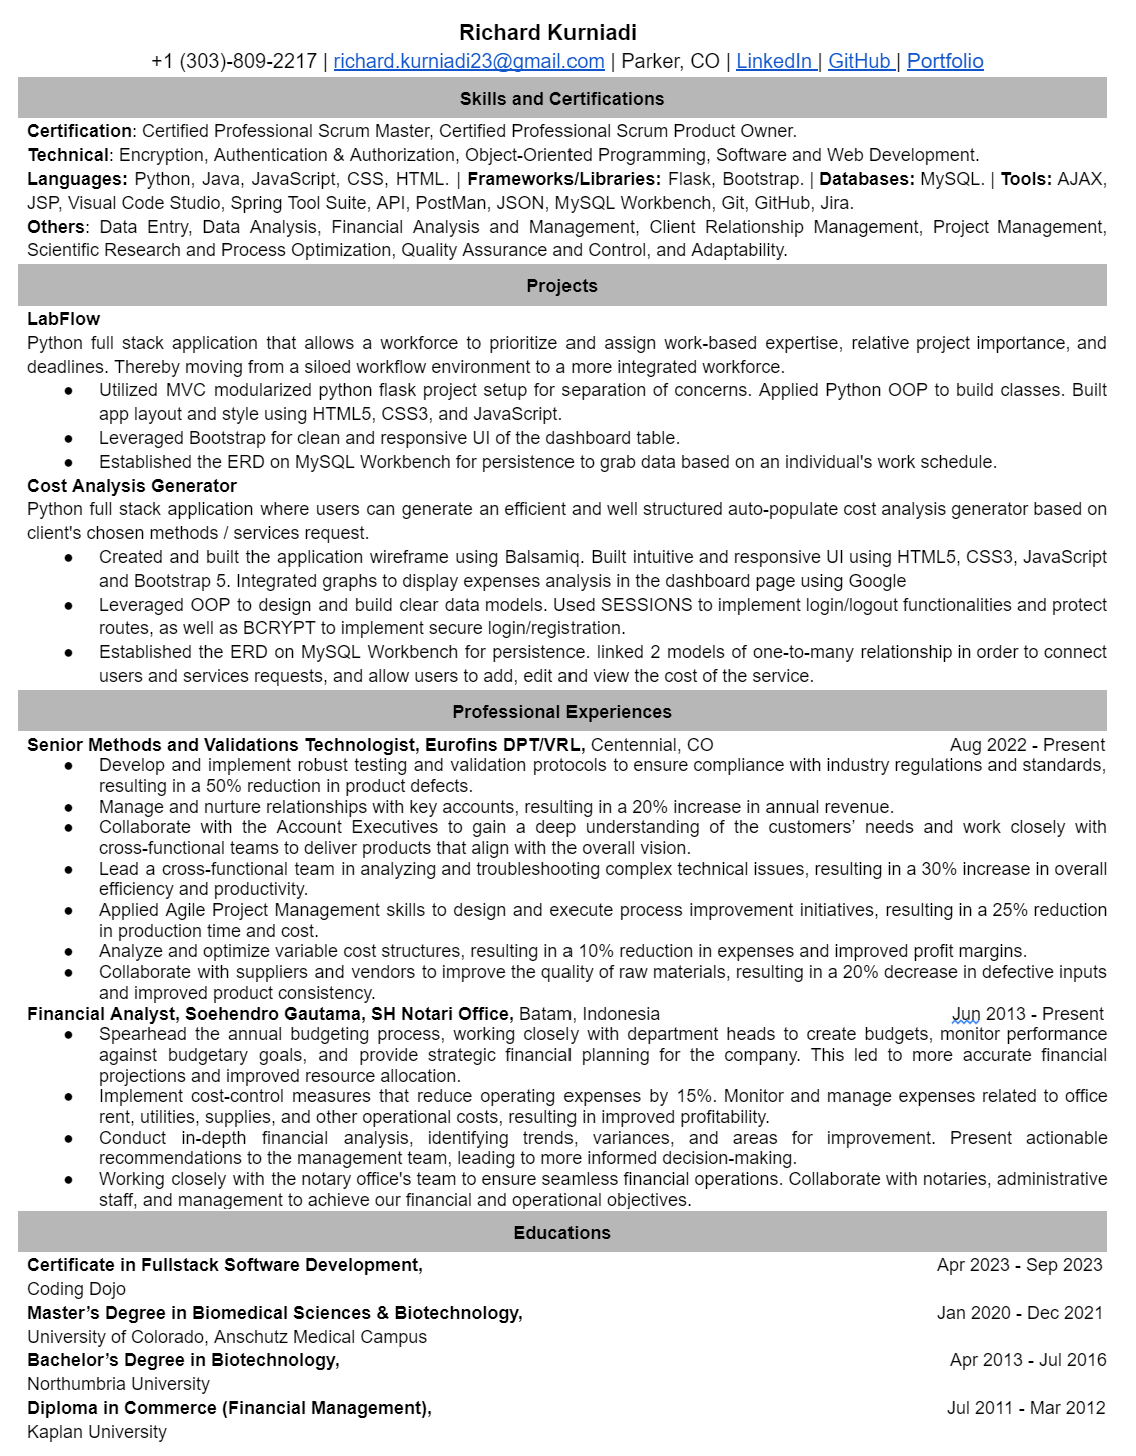 Richard Kurniadi
+1 (303)-809-2217 | richard.kurniadi23@gmail.com | Parker, CO | LinkedIn | GitHub | Portfolio
Skills and Certifications
Certification: Certified Professional Scrum Master, Certified Professional Scrum Product Owner.
Technical: Encryption, Authentication & Authorization, Object-Oriented Programming, Software and Web Development.
Languages: Python, Java, JavaScript, CSS, HTML. | Frameworks/Libraries: Flask, Bootstrap. | Databases: MySQL. | Tools: AJAX,
JSP, Visual Code Studio, Spring Tool Suite, API, PostMan, JSON, MySQL Workbench, Git, GitHub, Jira.
Others: Data Entry, Data Analysis, Financial Analysis and Management, Client Relationship Management, Project Management,
Scientific Research and Process Optimization, Quality Assurance and Control, and Adaptability.
Projects
LabFlow
Python full stack application that allows a workforce to prioritize and assign work-based expertise, relative project importance, and
deadlines. Thereby moving from a siloed workflow environment to a more integrated workforce.
● Utilized MVC modularized python flask project setup for separation of concerns. Applied Python OOP to build classes. Built
app layout and style using HTML5, CSS3, and JavaScript.
● Leveraged Bootstrap for clean and responsive UI of the dashboard table.
● Established the ERD on MySQL Workbench for persistence to grab data based on an individual's work schedule.
Cost Analysis Generator
Python full stack application where users can generate an efficient and well structured auto-populate cost analysis generator based on
client's chosen methods / services request.
● Created and built the application wireframe using Balsamiq. Built intuitive and responsive UI using HTML5, CSS3, JavaScript
and Bootstrap 5. Integrated graphs to display expenses analysis in the dashboard page using Google
● Leveraged OOP to design and build clear data models. Used SESSIONS to implement login/logout functionalities and protect
routes, as well as BCRYPT to implement secure login/registration.
● Established the ERD on MySQL Workbench for persistence. linked 2 models of one-to-many relationship in order to connect
users and services requests, and allow users to add, edit and view the cost of the service.
Professional Experiences
Senior Methods and Validations Technologist, Eurofins DPT/VRL, Centennial, CO Aug 2022 - Present
● Develop and implement robust testing and validation protocols to ensure compliance with industry regulations and standards,
resulting in a 50% reduction in product defects.
● Manage and nurture relationships with key accounts, resulting in a 20% increase in annual revenue.
● Collaborate with the Account Executives to gain a deep understanding of the customers’ needs and work closely with
cross-functional teams to deliver products that align with the overall vision.
● Lead a cross-functional team in analyzing and troubleshooting complex technical issues, resulting in a 30% increase in overall
efficiency and productivity.
● Applied Agile Project Management skills to design and execute process improvement initiatives, resulting in a 25% reduction
in production time and cost.
● Analyze and optimize variable cost structures, resulting in a 10% reduction in expenses and improved profit margins.
● Collaborate with suppliers and vendors to improve the quality of raw materials, resulting in a 20% decrease in defective inputs
and improved product consistency.
Financial Analyst, Soehendro Gautama, SH Notari Office, Batam, Indonesia Jun 2013 - Present
● Spearhead the annual budgeting process, working closely with department heads to create budgets, monitor performance
against budgetary goals, and provide strategic financial planning for the company. This led to more accurate financial
projections and improved resource allocation.
● Implement cost-control measures that reduce operating expenses by 15%. Monitor and manage expenses related to office
rent, utilities, supplies, and other operational costs, resulting in improved profitability.
● Conduct in-depth financial analysis, identifying trends, variances, and areas for improvement. Present actionable
recommendations to the management team, leading to more informed decision-making.
● Working closely with the notary office's team to ensure seamless financial operations. Collaborate with notaries, administrative
staff, and management to achieve our financial and operational objectives.
Educations
Certificate in Fullstack Software Development, Apr 2023 - Sep 2023
Coding Dojo
Master’s Degree in Biomedical Sciences & Biotechnology, Jan 2020 - Dec 2021
University of Colorado, Anschutz Medical Campus
Bachelor’s Degree in Biotechnology, Apr 2013 - Jul 2016
Northumbria University
Diploma in Commerce (Financial Management), Jul 2011 - Mar 2012
Kaplan University